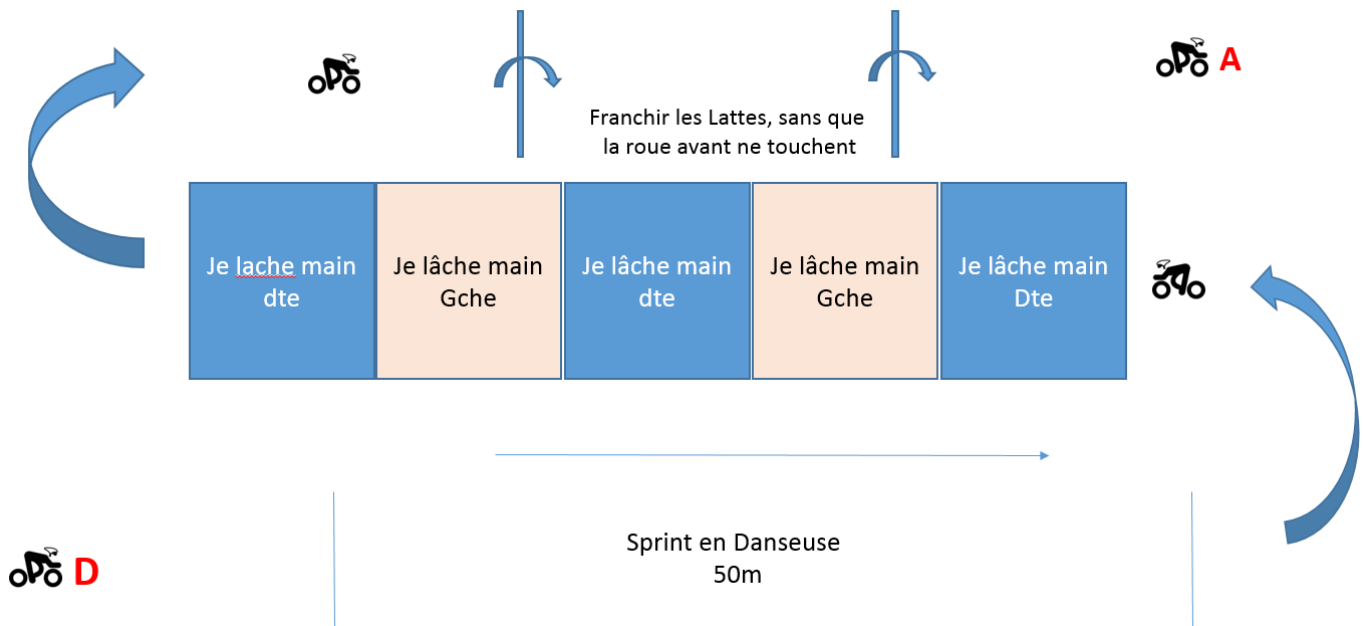 A
Franchir les Lattes, sans que
la roue avant ne touchent
Je lache main
dte
Je lâche main
Gche
Je lâche main
dte
Je lâche main
Gche
Je lâche main
Dte
Sprint en Danseuse
50m
D